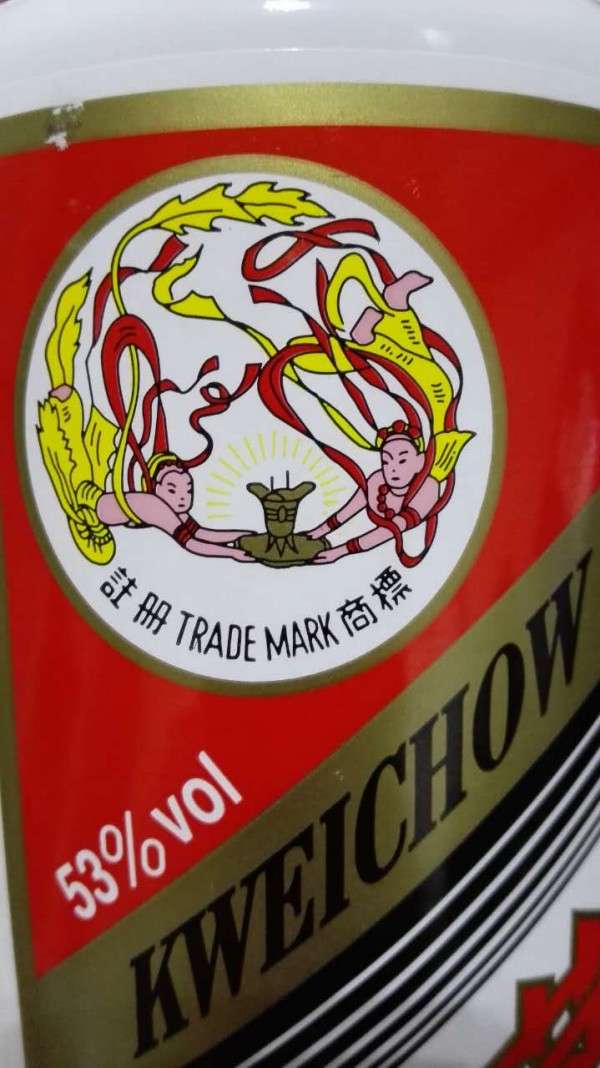 註冊 TRADE MARK 商標
53%vol
KWEICHOW